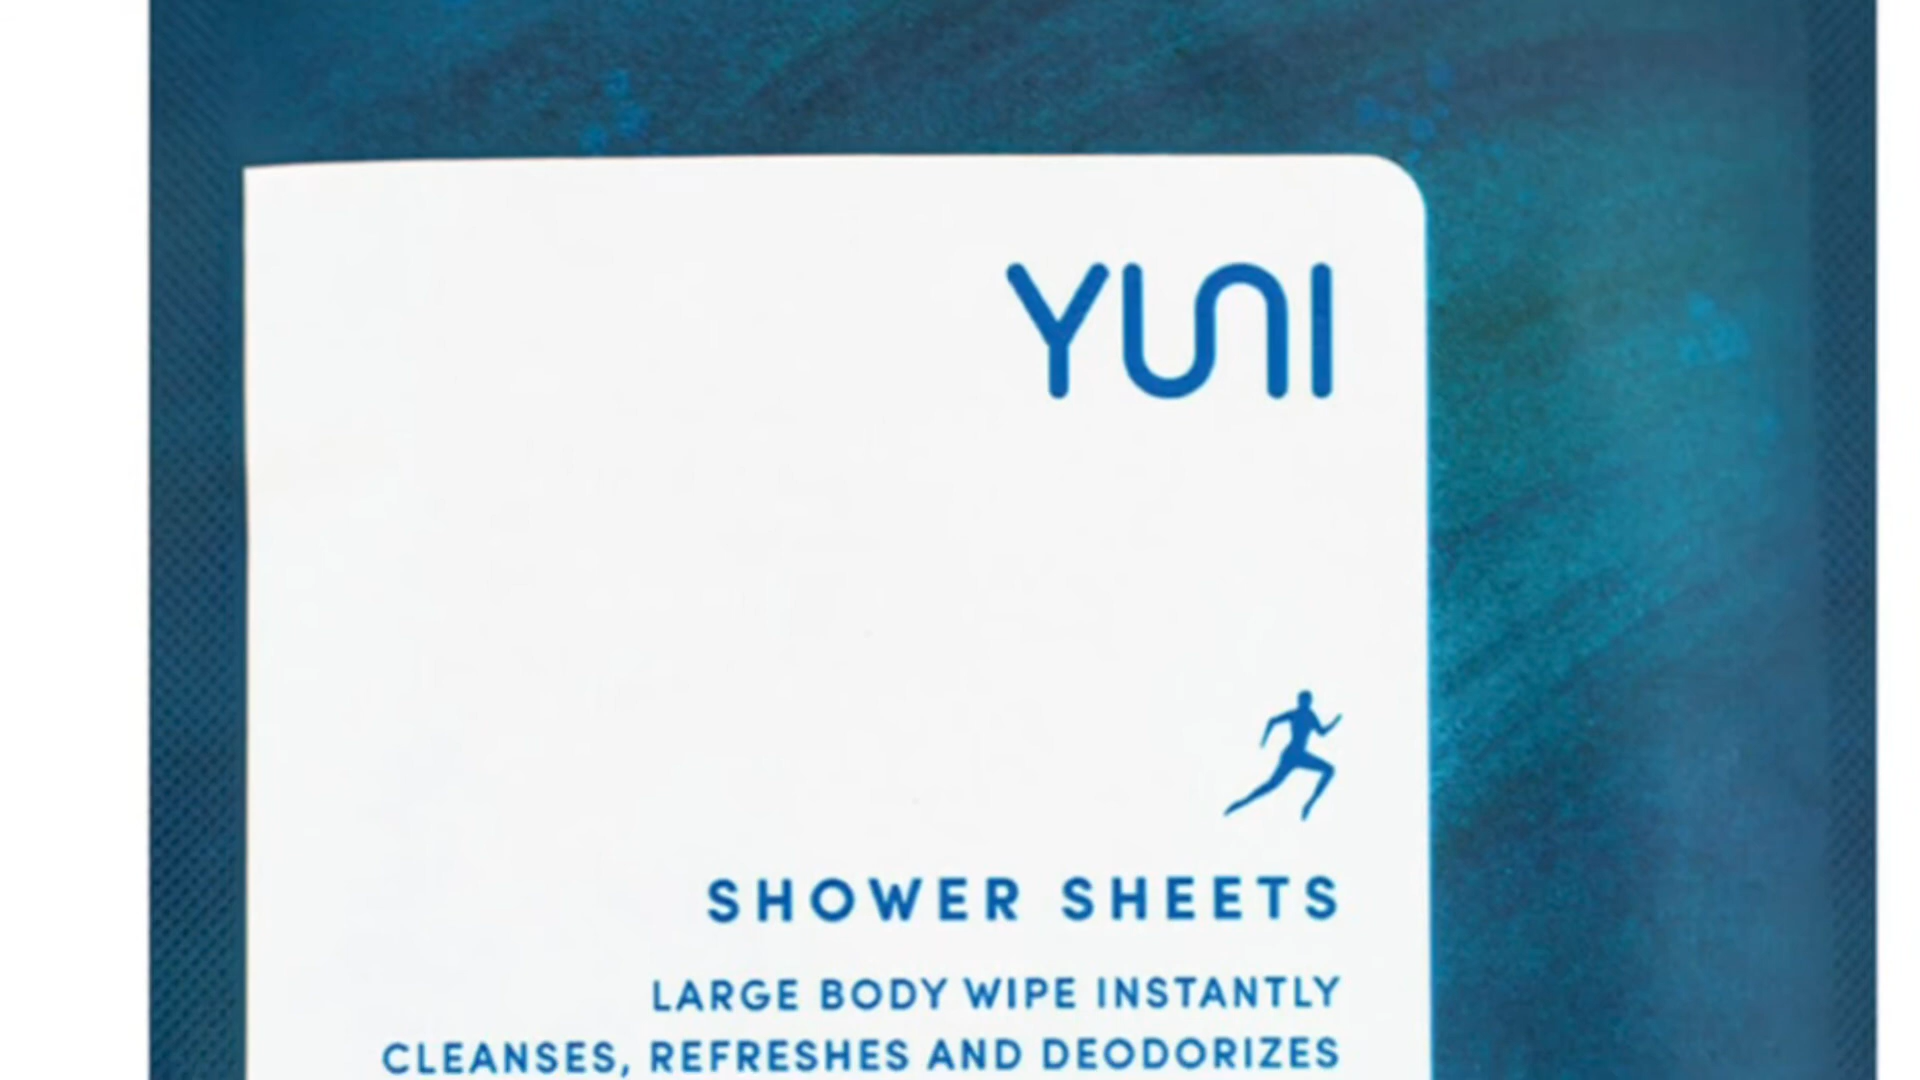 YUNI
SHOWER SHEETS
LARGE BODY WIPE INSTANTLY
CLEANSES, REFRESHES AND DEODORIZES